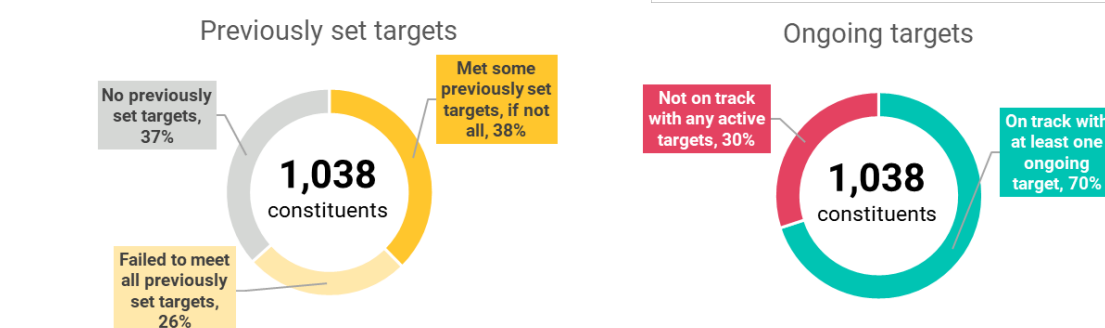 Previously set targets
No previously
set targets,
37%
Met some
previously set
targets, if not
all, 38%
1,038
constituents
Failed to meet
all previously
set targets,
26%
Ongoing targets
Not on track
with any active
targets, 30%
1,038
constituents
On track with
at least one
ongoing
target, 70%